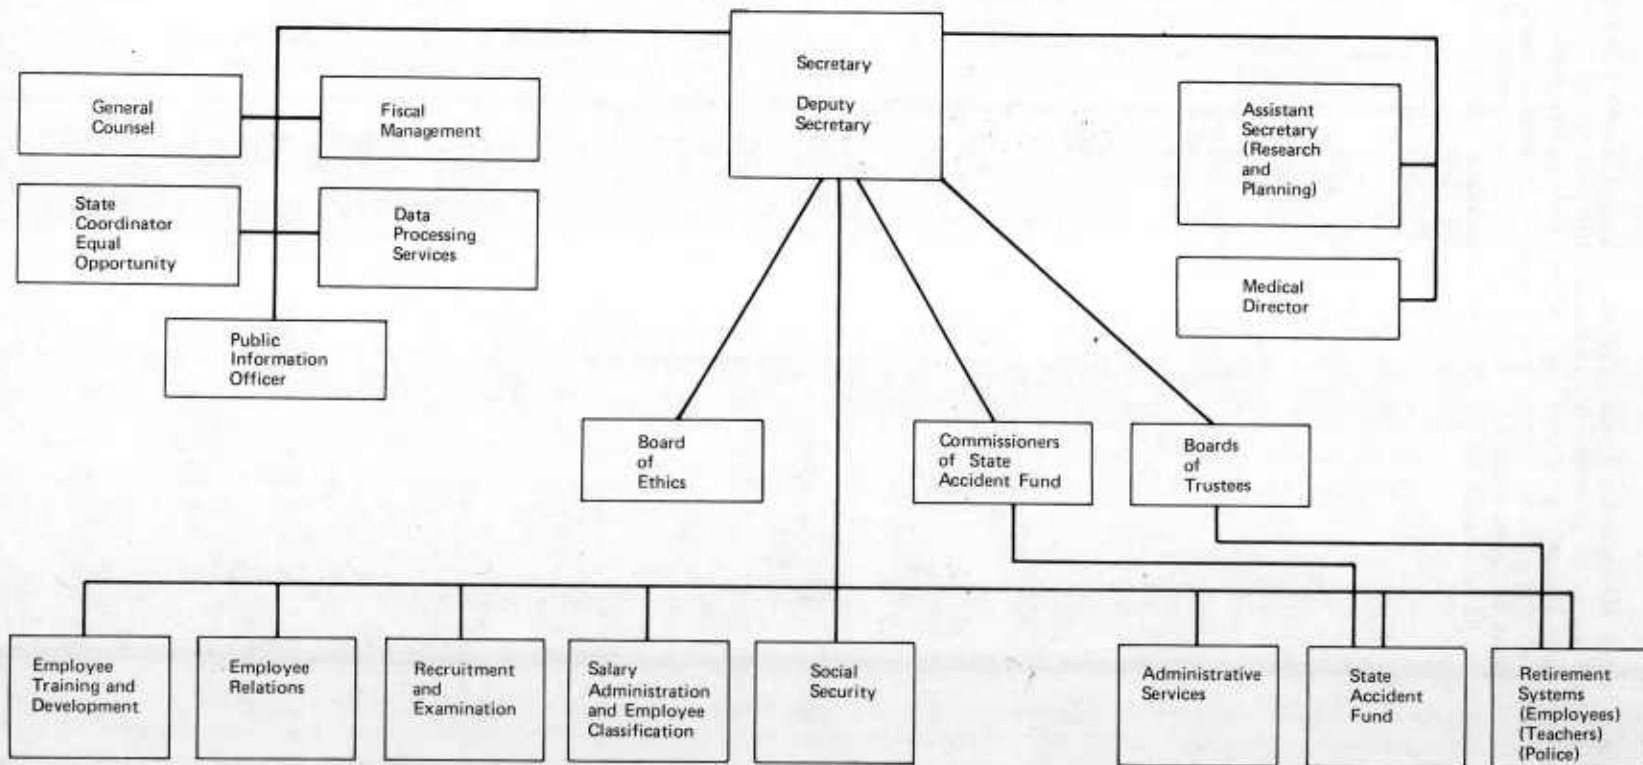 Secretary
Deputy
Secretary
General
Counsel
Fiscal
Management
State
Coordinator
Equal
Opportunity
Data
Processing
Services
Public
Information
Officer
Assistant
Secretary
(Research
and
Planning)
Medical
Director
Board
of
Ethics
Commissioners
of State
Accident Fund
Boards
of
Trustees
Employee
Training and
Development
Employee
Relations
Recruitment
and
Examination
Salary
Administration
and Employee
Classification
Social
Security
Administrative
Services
State
Accident
Fund
Retirement
Systems
(Employees)
(Teachers)
(Police)